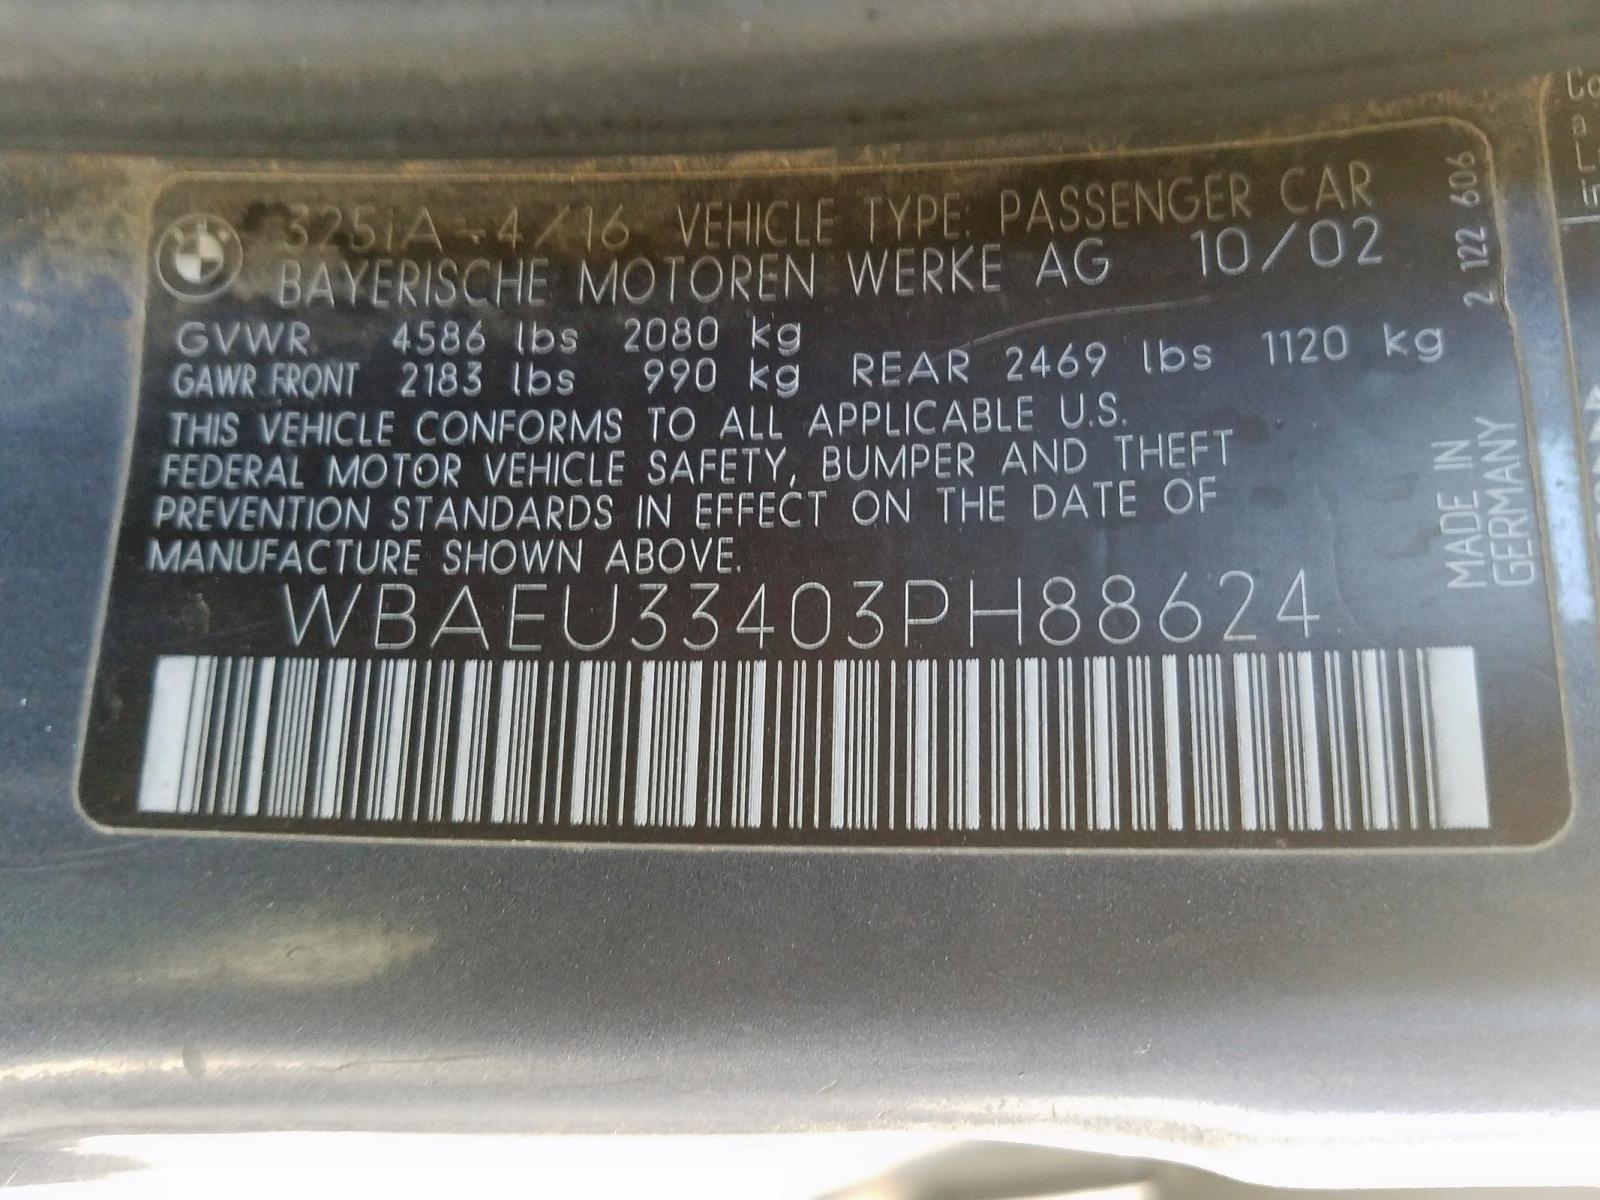 325iA-4/16 VEHICLE TYPE: PASSENGER CAR
BAYERISCHE MOTOREN WERKE AG 10/02
GVWR 4586 lbs 2080 kg
GAWR FRONT 2183 lbs 990 kg REAR 2469 lbs 1120 kg
THIS VEHICLE CONFORMS TO ALL APPLICABLE U.S.
FEDERAL MOTOR VEHICLE SAFETY, BUMPER AND THEFT
PREVENTION STANDARDS IN EFFECT ON THE DATE OF
MANUFACTURE SHOWN ABOVE.
WBAEU33403PH88624
2 122 606
MADE IN
GERMANY